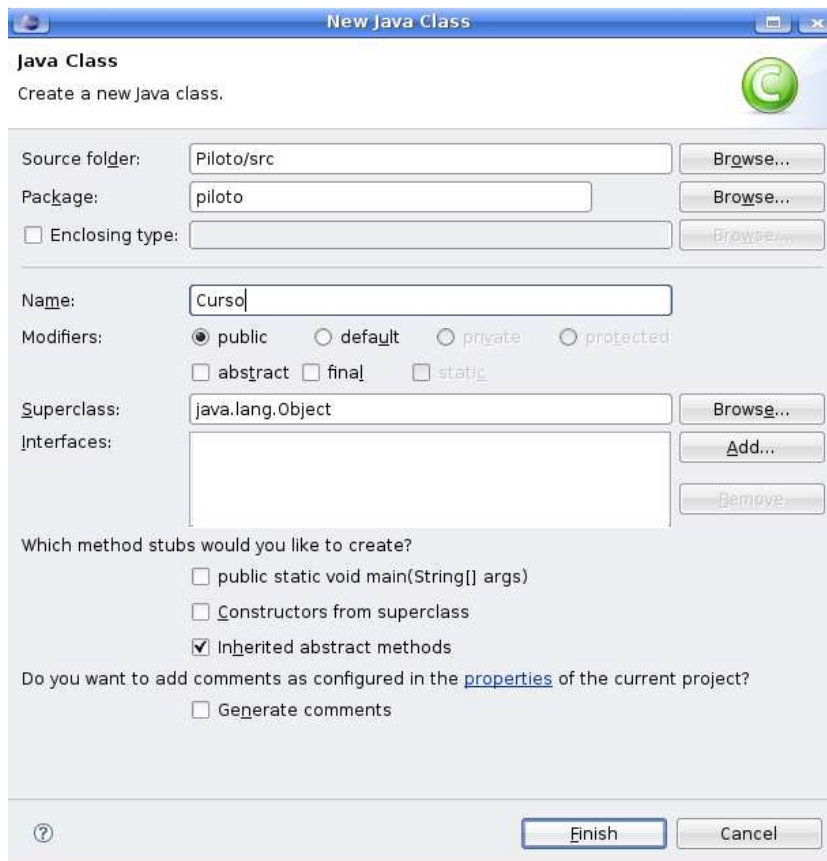 New Java Class
Java Class
Create a new Java class.
Source folder: Piloto/src Browse...
Package: piloto Browse...
Enclosing type: Browse...
Name: Curso
Modifiers: public default private protected
abstract final static
Superclass: java.lang.Object Browse...
Interfaces: Add...
Remove
Which method stubs would you like to create?
public static void main(String[] args)
Constructors from superclass
Inherited abstract methods
Do you want to add comments as configured in the properties of the current project?
Generate comments
? Finish Cancel